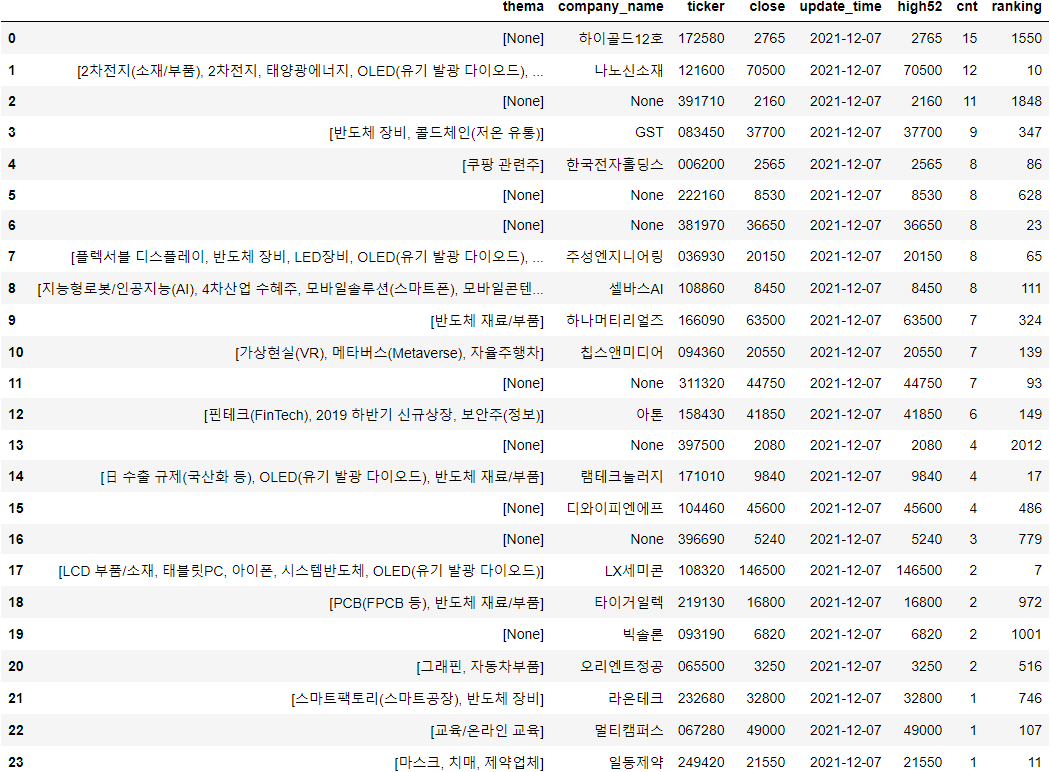 thema company_name ticker close update_time high52 cnt ranking
0 [None] 하이골드12호 172580 2765 2021-12-07 2765 15 1550
1 [2차전지(소재/부품), 2차전지, 태양광에너지, OLED(유기 발광 다이오드), ... 나노신소재 121600 70500 2021-12-07 70500 12 10
2 [None] None 391710 2160 2021-12-07 2160 11 1848
3 [반도체 장비, 콜드체인(저온 유통)] GST 083450 37700 2021-12-07 37700 9 347
4 [쿠팡 관련주] 한국전자홀딩스 006200 2565 2021-12-07 2565 8 86
5 [None] None 222160 8530 2021-12-07 8530 8 628
6 [None] None 381970 36650 2021-12-07 36650 8 23
7 [플렉서블 디스플레이, 반도체 장비, LED장비, OLED(유기 발광 다이오드), ... 주성엔지니어링 036930 20150 2021-12-07 20150 8 65
8 [지능형로봇/인공지능(AI), 4차산업 수혜주, 모바일솔루션(스마트폰), 모바일콘텐... 셀바스AI 108860 8450 2021-12-07 8450 8 111
9 [반도체 재료/부품] 하나머티리얼즈 166090 63500 2021-12-07 63500 7 324
10 [가상현실(VR), 메타버스(Metaverse), 자율주행차] 칩스앤미디어 094360 20550 2021-12-07 20550 7 139
11 [None] None 311320 44750 2021-12-07 44750 7 93
12 [핀테크(FinTech), 2019 하반기 신규상장, 보안주(정보)] 아톤 158430 41850 2021-12-07 41850 6 149
13 [None] None 397500 2080 2021-12-07 2080 4 2012
14 [日 수출 규제(국산화 등), OLED(유기 발광 다이오드), 반도체 재료/부품] 램테크놀러지 171010 9840 2021-12-07 9840 4 17
15 [None] 디와이피엔에프 104460 45600 2021-12-07 45600 4 486
16 [None] None 396690 5240 2021-12-07 5240 3 779
17 [LCD 부품/소재, 태블릿PC, 아이폰, 시스템반도체, OLED(유기 발광 다이오드)] LX세미콘 108320 146500 2021-12-07 146500 2 7
18 [PCB(FPCB 등), 반도체 재료/부품] 타이거일렉 219130 16800 2021-12-07 16800 2 972
19 [None] 빅솔론 093190 6820 2021-12-07 6820 2 1001
20 [그래핀, 자동차부품] 오리엔트정공 065500 3250 2021-12-07 3250 2 516
21 [스마트팩토리(스마트공장), 반도체 장비] 라온테크 232680 32800 2021-12-07 32800 1 746
22 [교육/온라인 교육] 멀티캠퍼스 067280 49000 2021-12-07 49000 1 107
23 [마스크, 치매, 제약업체] 일동제약 249420 21550 2021-12-07 21550 1 11